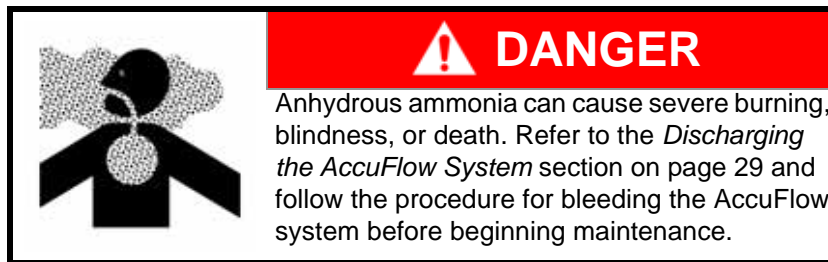 DANGER
Anhydrous ammonia can cause severe burning,
blindness, or death. Refer to the Discharging
the AccuFlow System section on page 29 and
follow the procedure for bleeding the AccuFlow
system before beginning maintenance.